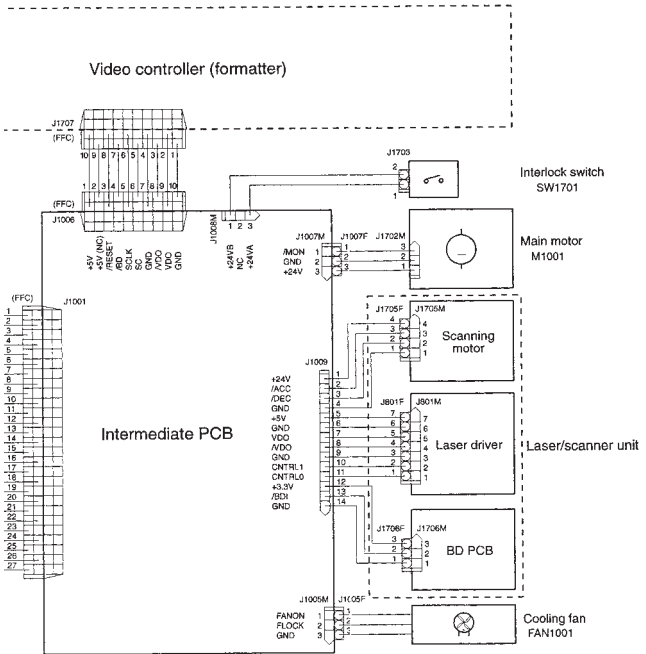 Video controller (formatter)
J1707
(FFC)
10 9 8 7 6 5 4 3 2 1
1 2 3 4 5 6 7 8 9 10
(FFC)
J1006
+5V
+5V (NC)
/RESET
/BD
SCLK
SC
GND
/VDO
VDO
GND
J1008M
1 2 3
+24VB
NC
+24VA
J1703
2
1
Interlock switch
SW1701
J1007M
J1007F
J1702M
/MON 1 1 3
GND 2 2 2
+24V 3 3 1
Main motor
M1001
(FFC)
J1001
1
2
3
4
5
6
7
8
9
10
11
12
13
14
15
16
17
18
19
20
21
22
23
24
25
26
27
Intermediate PCB
J1009
+24V 1
/ACC 2
/DEC 3
GND 4
+5V 5
GND 6
VDO 7
/VDO 8
GND 9
CNTRL1 10
CNTRL0 11
+3.3V 12
/BDI 13
GND 14
J1705F J1705M
4 4
3 3
2 2
1 1
Scanning
motor
J801F J801M
7 7
6 6
5 5
4 4
3 3
2 2
1 1
Laser driver
Laser/scanner unit
J1706F J1706M
3 3
2 2
1 1
BD PCB
J1005M J1005F
FANON 1
FLOCK 2
GND 3
Cooling fan
FAN1001